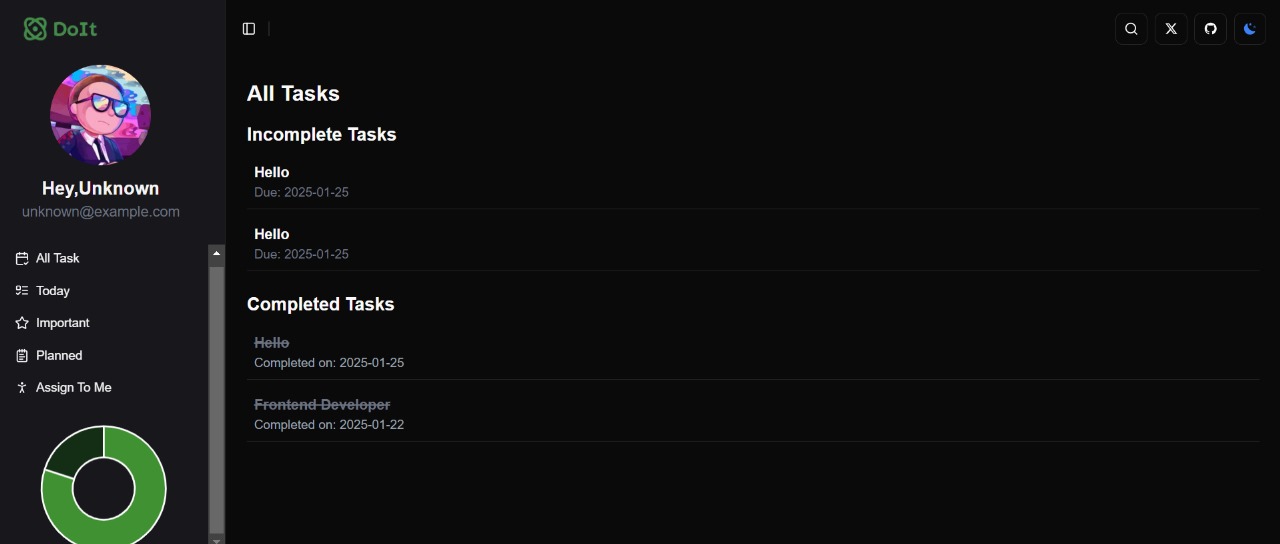 DoIt
Hey,Unknown
unknown@example.com
All Task
Today
Important
Planned
Assign To Me
All Tasks
Incomplete Tasks
Hello
Due: 2025-01-25
Hello
Due: 2025-01-25
Completed Tasks
Hello
Completed on: 2025-01-25
Frontend Developer
Completed on: 2025-01-22